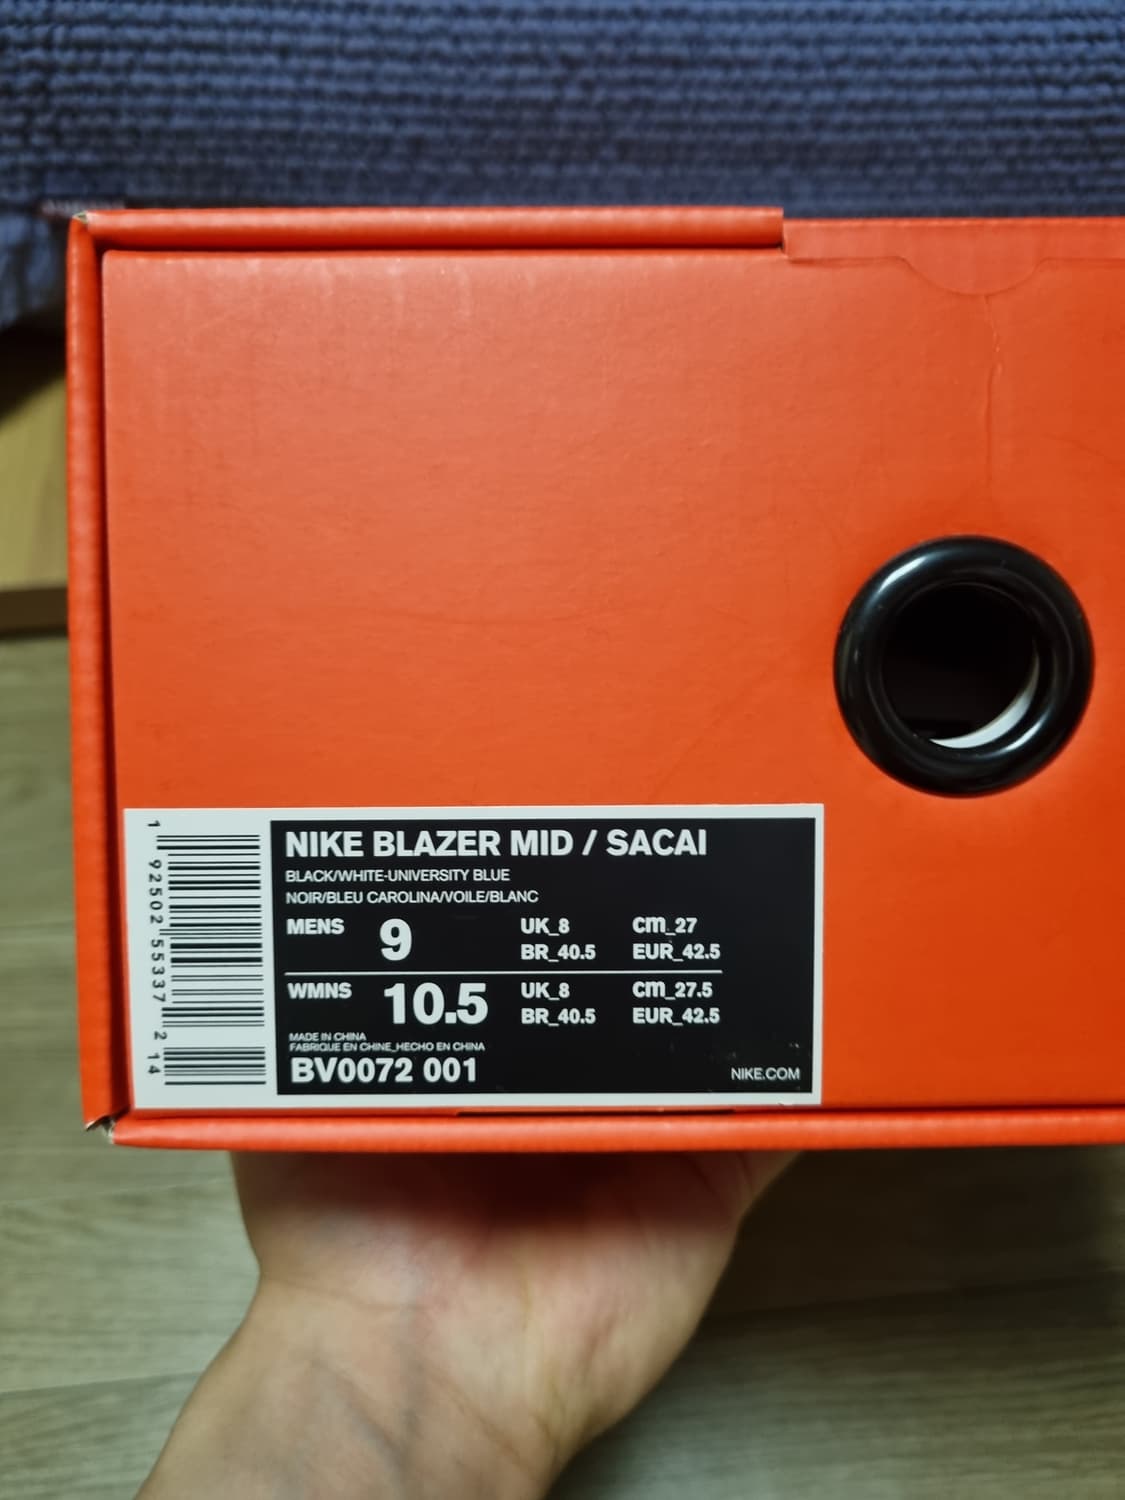 1 92502 55337 2 14
NIKE BLAZER MID / SACAI
BLACK/WHITE-UNIVERSITY BLUE
NOIR/BLEU CAROLINA/VOILE/BLANC
MENS 9 UK_8 cm_27
BR_40.5 EUR_42.5
WMNS 10.5 UK_8 cm_27.5
BR_40.5 EUR_42.5
MADE IN CHINA
FABRIQUE EN CHINE_HECHO EN CHINA
BV0072 001
NIKE.COM